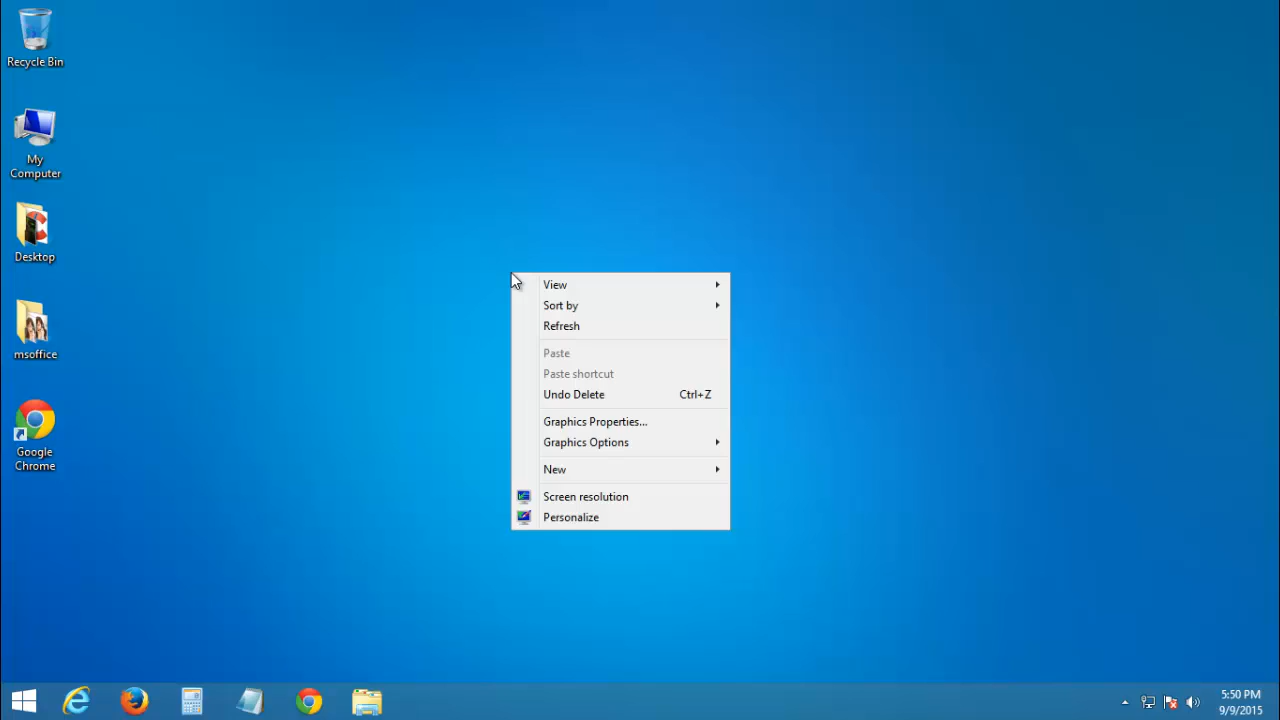 Recycle Bin
My
Computer
Desktop
msoffice
Google
Chrome
View
Sort by
Refresh
Paste
Paste shortcut
Undo Delete Ctrl+Z
Graphics Properties...
Graphics Options
New
Screen resolution
Personalize
5:50 PM
9/9/2015